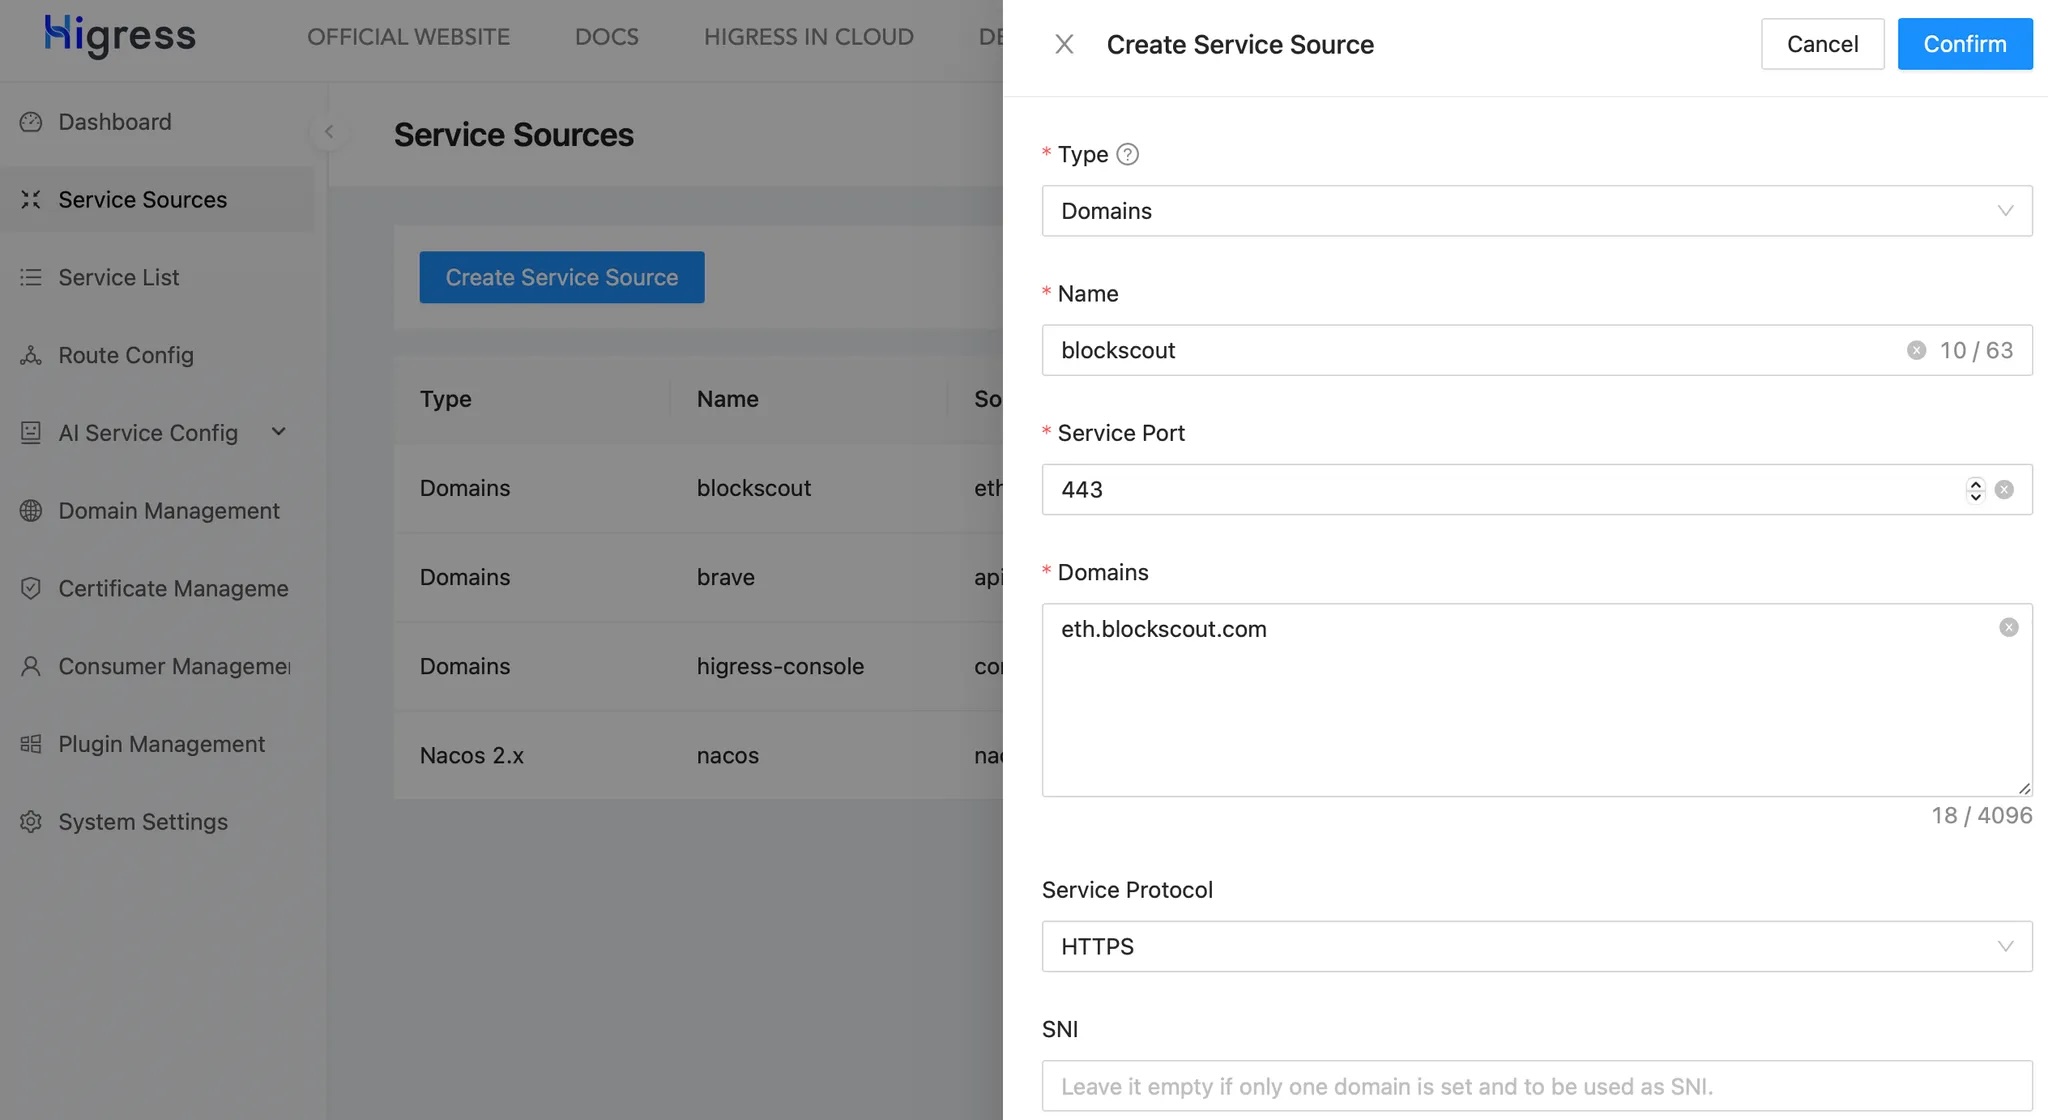 Higress
OFFICIAL WEBSITE
DOCS
HIGRESS IN CLOUD
DE
Dashboard
Service Sources
Service List
Route Config
AI Service Config
Domain Management
Certificate Manageme
Consumer Managemen
Plugin Management
System Settings
Service Sources
Create Service Source
Type Name So
Domains blockscout eth
Domains brave api
Domains higress-console co
Nacos 2.x nacos na
Create Service Source
Cancel
Confirm
* Type ?
Domains
* Name
blockscout 10 / 63
* Service Port
443
* Domains
eth.blockscout.com
18 / 4096
Service Protocol
HTTPS
SNI
Leave it empty if only one domain is set and to be used as SNI.